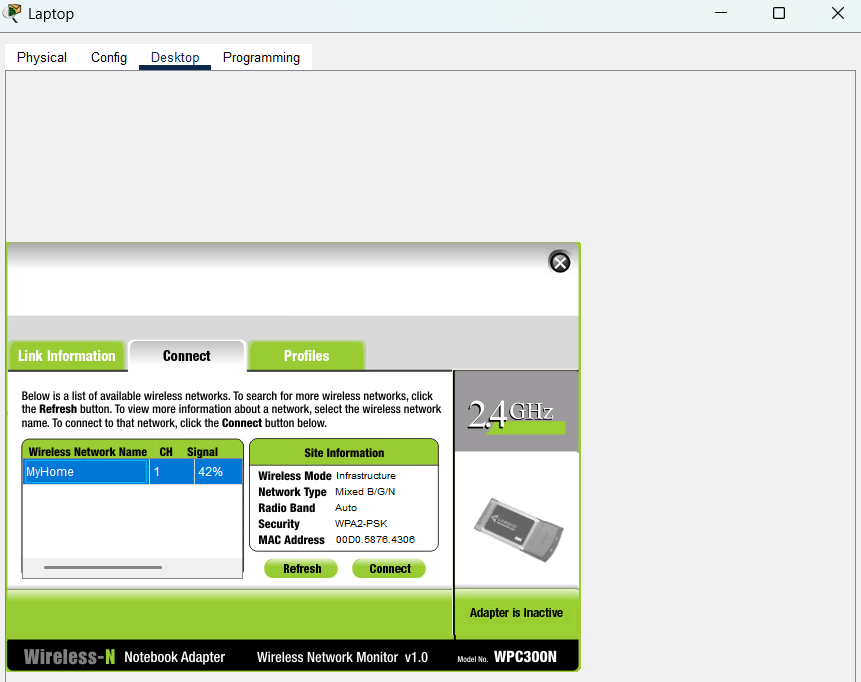 Laptop
Physical Config Desktop Programming
Link Information Connect Profiles
Below is a list of available wireless networks. To search for more wireless networks, click
the Refresh button. To view more information about a network, select the wireless network
name. To connect to that network, click the Connect button below.
2.4GHz
Wireless Network Name CH Signal
MyHome 1 42%
Site Information
Wireless Mode Infrastructure
Network Type Mixed B/G/N
Radio Band Auto
Security WPA2-PSK
MAC Address 00D0.5876.4306
Refresh Connect
Adapter is Inactive
Wireless-N Notebook Adapter Wireless Network Monitor v1.0 Model No. WPC300N